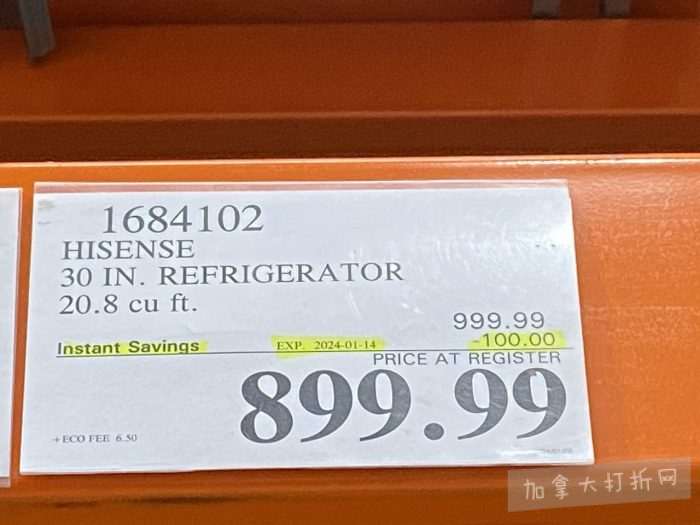 1684102
HISENSE
30 IN. REFRIGERATOR
20.8 cu ft.
999.99
Instant Savings EXP. 2024-01-14 -100.00
PRICE AT REGISTER
899.99
+ECO FEE 6.50
加拿大打折网